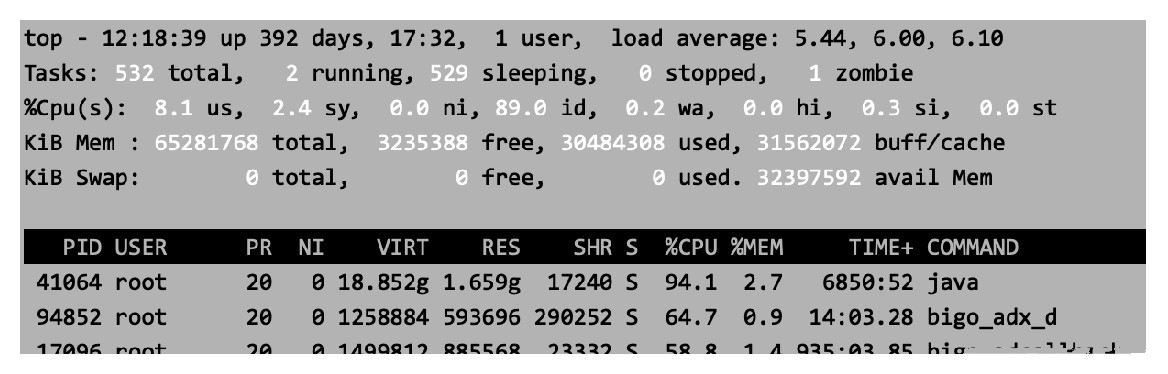 top - 12:18:39 up 392 days, 17:32,  1 user,  load average: 5.44, 6.00, 6.10
Tasks: 532 total,   2 running, 529 sleeping,   0 stopped,   1 zombie
%Cpu(s):  8.1 us,  2.4 sy,  0.0 ni, 89.0 id,  0.2 wa,  0.0 hi,  0.3 si,  0.0 st
KiB Mem : 65281768 total,  3235388 free, 30484308 used, 31562072 buff/cache
KiB Swap:        0 total,        0 free,        0 used. 32397592 avail Mem
PID USER      PR  NI    VIRT    RES    SHR S  %CPU %MEM     TIME+ COMMAND
41064 root      20   0 18.852g 1.659g  17240 S  94.1  2.7   6850:52 java
94852 root      20   0 1258884 593696 290252 S  64.7  0.9  14:03.28 bigo_adx_d
17096 root      20   0 1499812 885568  23332 S  58.8  1.4 935:03.85